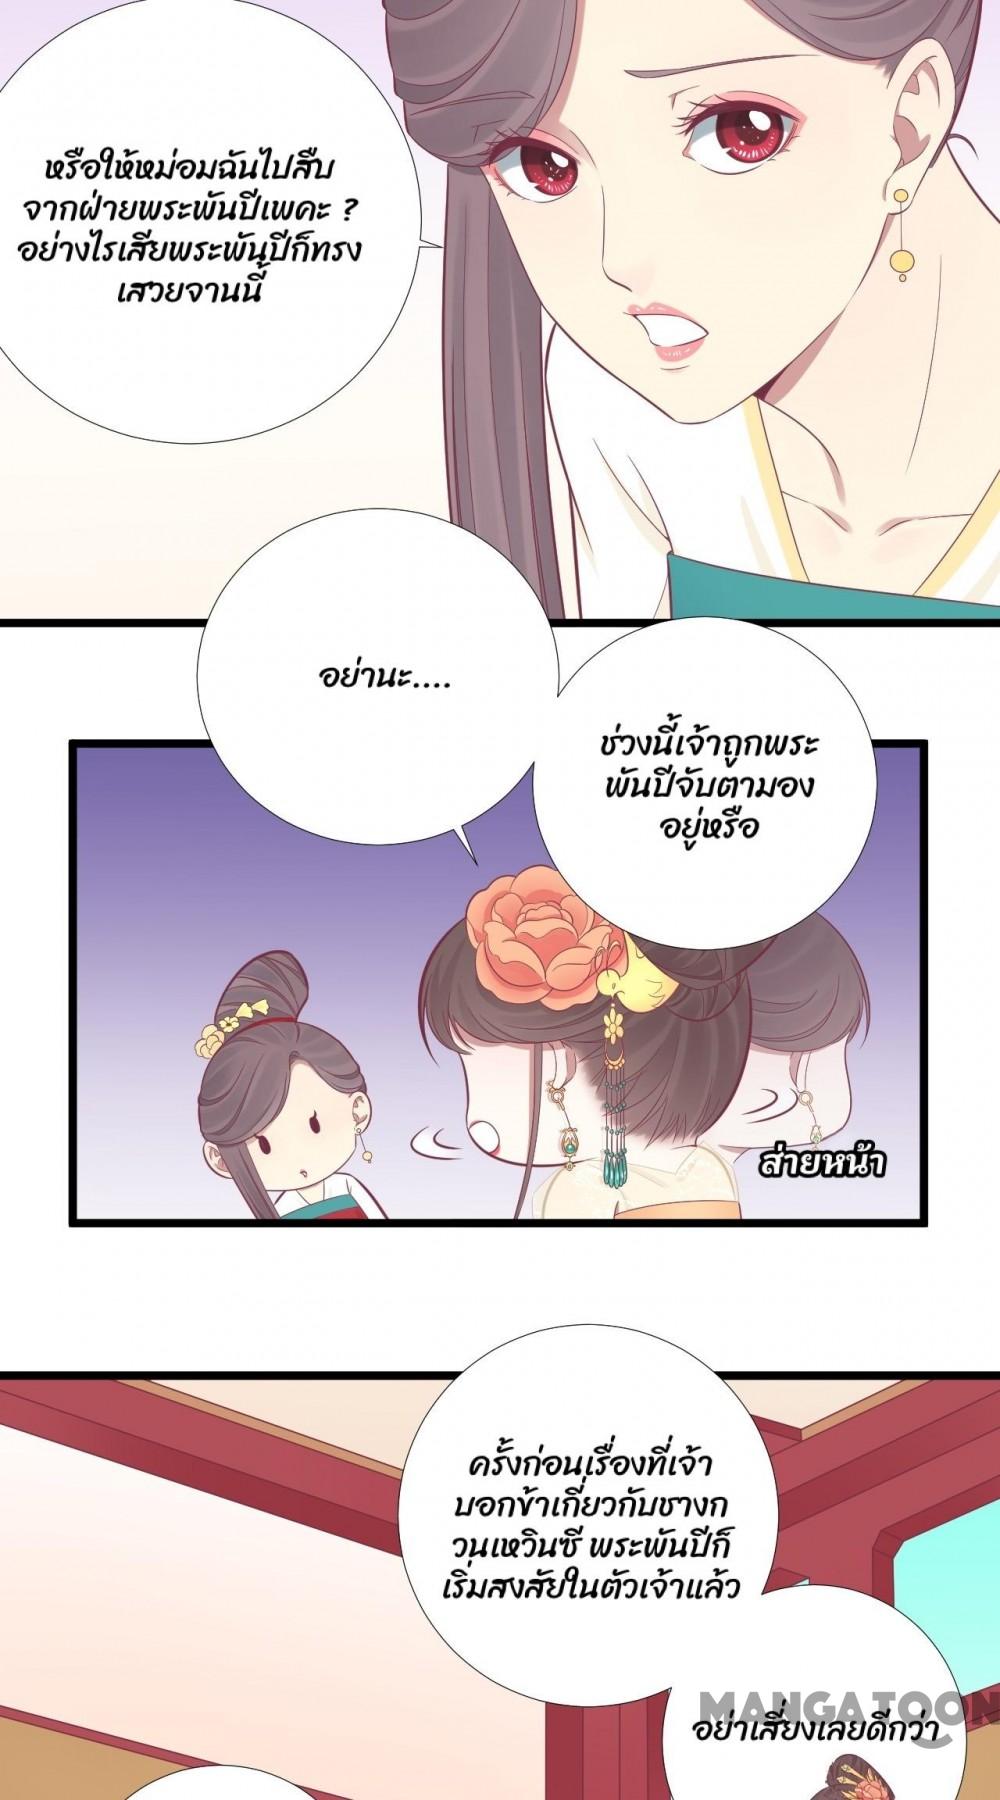 หรือให้หม่อมฉันไปสืบ
จากฝ่ายพระพันปีเพคะ ?
อย่างไรเสียพระพันปีก็ทรง
เสวยจานนี้
อย่านะ....
ช่วงนี้เจ้าถูกพระ
พันปีจับตามอง
อยู่หรือ
ส่ายหน้า
ครั้งก่อนเรื่องที่เจ้า
บอกข้าเกี่ยวกับชางก
วนเหวินซี พระพันปีก็
เริ่มสงสัยในตัวเจ้าแล้ว
MANGATOON
อย่าเสี่ยงเลยดีกว่า